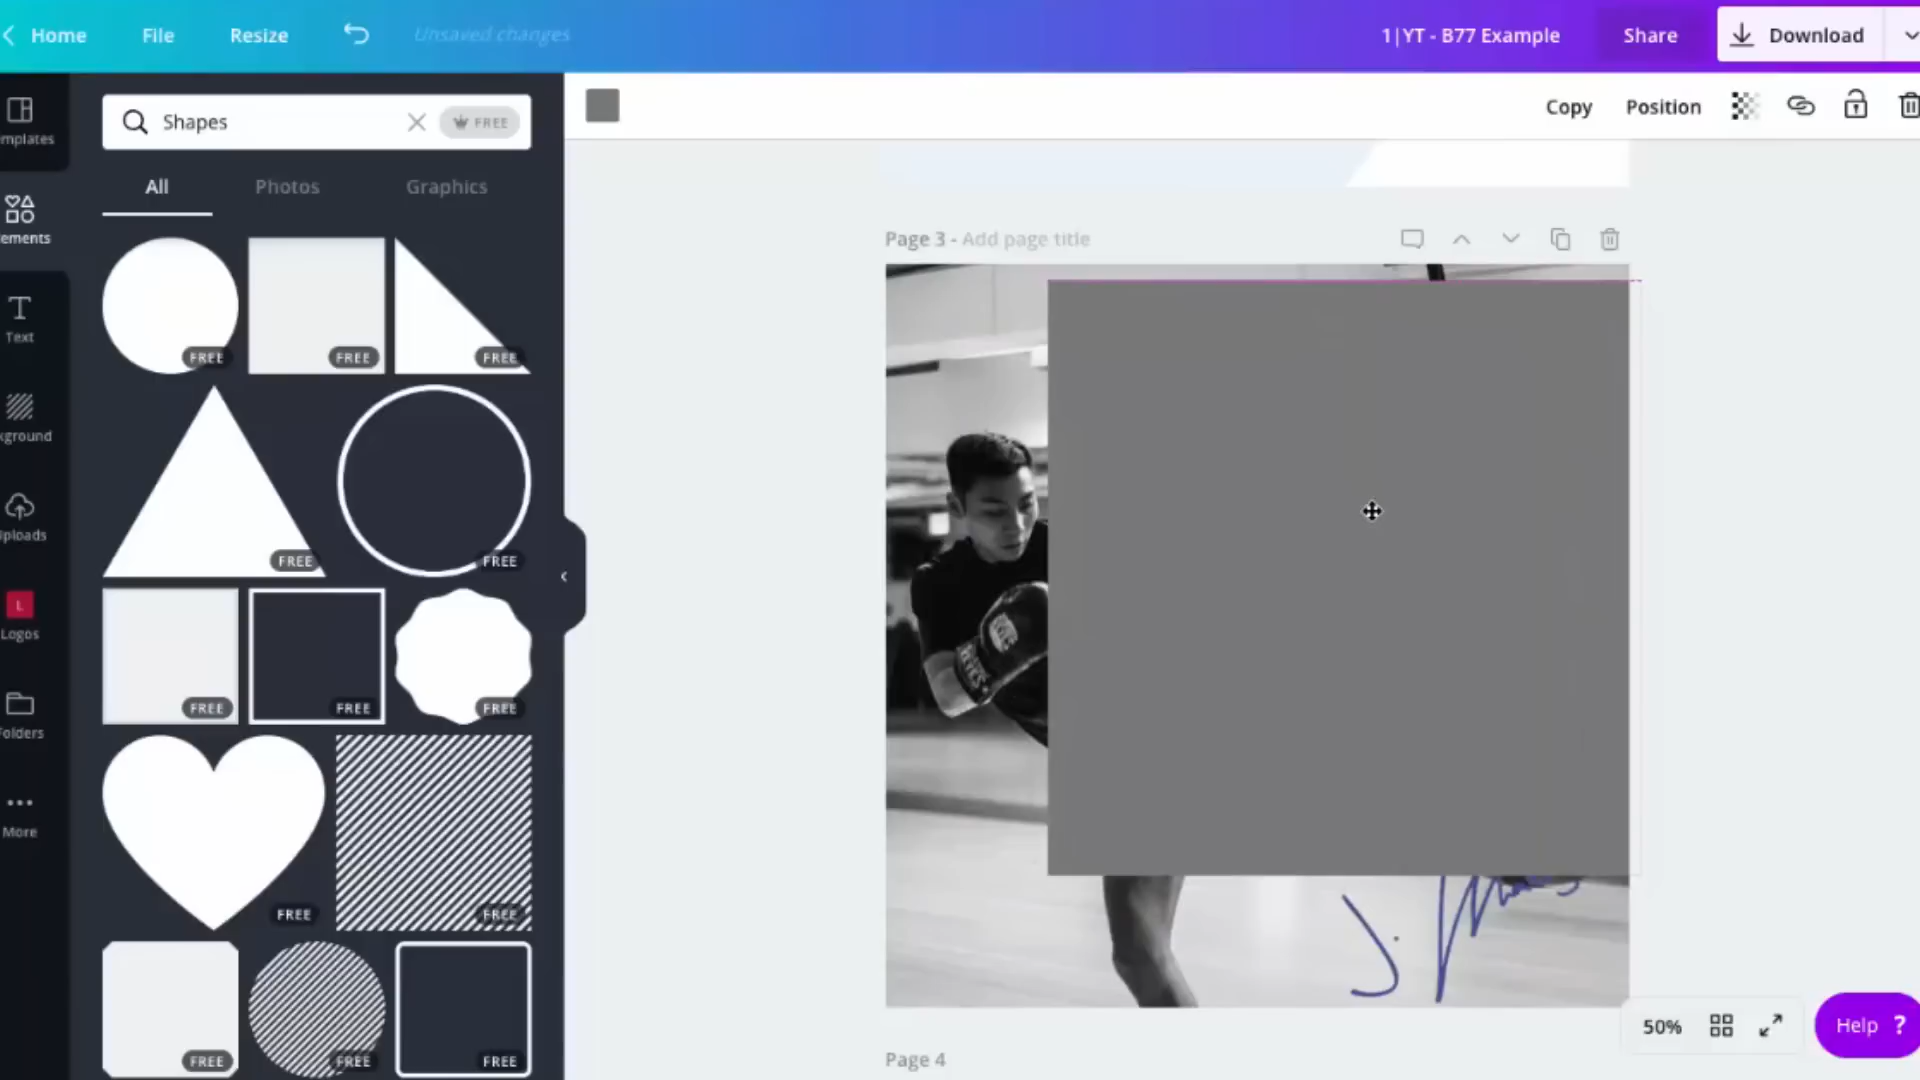 Home File Resize Unsaved changes 1|YT - B77 Example Share Download
Shapes FREE
Copy Position
mplates
All Photos Graphics
ements
Page 3 - Add page title
FREE FREE FREE
Text
kground
FREE FREE
ploads
L
Logos
FREE FREE FREE
olders
More
FREE FREE
FREE FREE FREE
50%
Help ?
Page 4